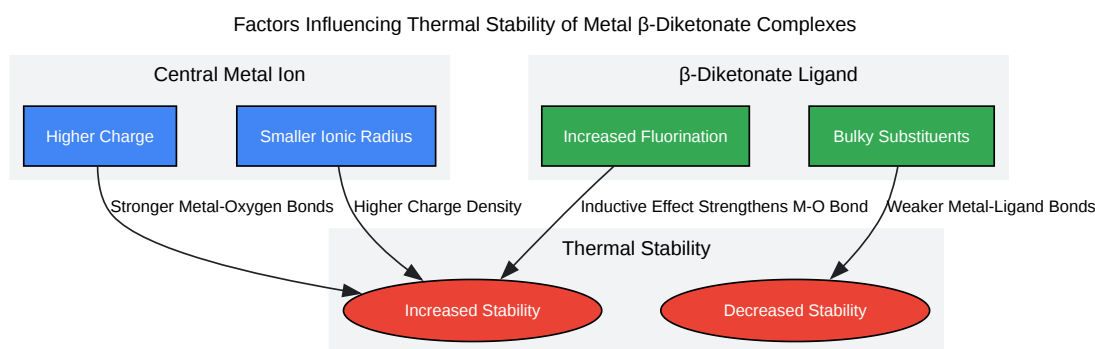 Factors Influencing Thermal Stability of Metal β-Diketonate Complexes
Central Metal Ion
β-Diketonate Ligand
Higher Charge
Smaller Ionic Radius
Increased Fluorination
Bulky Substituents
Stronger Metal-Oxygen Bonds
Higher Charge Density
Inductive Effect Strengthens M-O Bond
Weaker Metal-Ligand Bonds
Thermal Stability
Increased Stability
Decreased Stability